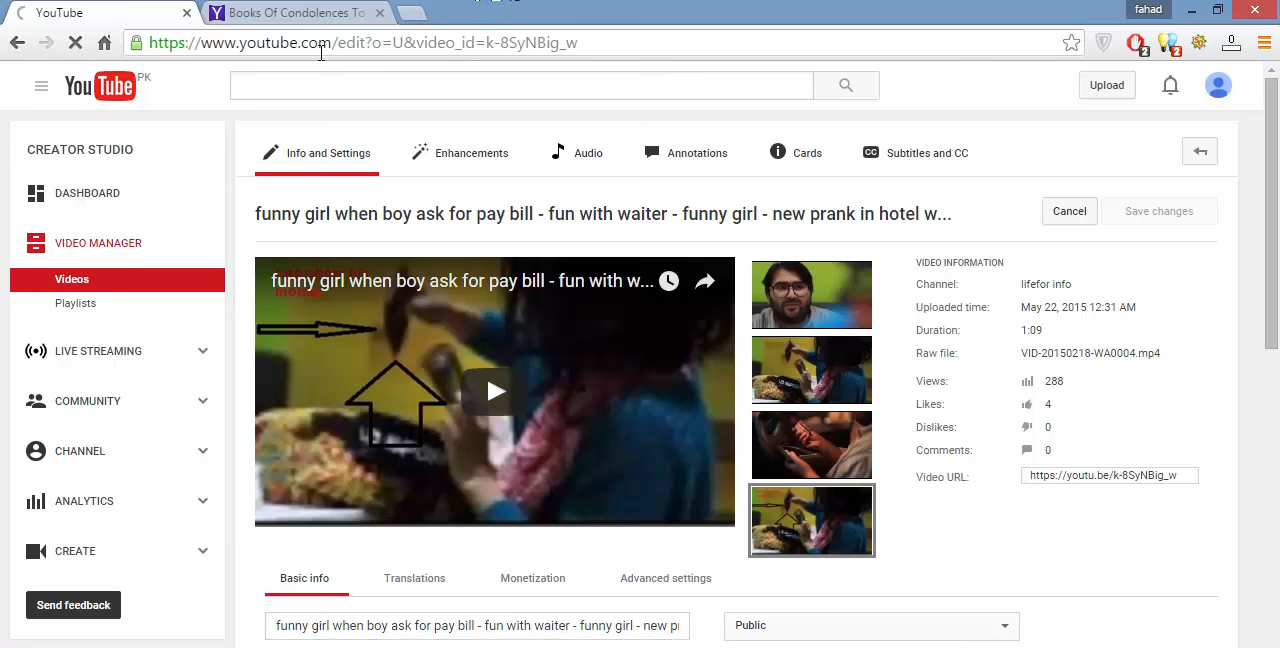 YouTube
Books Of Condolences To
fahad
https://www.youtube.com/edit?o=U&video_id=k-8SyNBig_w
2
2
0
YouTube PK
Upload
CREATOR STUDIO
DASHBOARD
VIDEO MANAGER
Videos
Playlists
LIVE STREAMING
COMMUNITY
CHANNEL
ANALYTICS
CREATE
Send feedback
Info and Settings
Enhancements
Audio
Annotations
Cards
CC Subtitles and CC
funny girl when boy ask for pay bill - fun with waiter - funny girl - new prank in hotel w...
Cancel
Save changes
funny girl when boy ask for pay bill - fun with w...
VIDEO INFORMATION
Channel: lifefor info
Uploaded time: May 22, 2015 12:31 AM
Duration: 1:09
Raw file: VID-20150218-WA0004.mp4
Views: 288
Likes: 4
Dislikes: 0
Comments: 0
Video URL: https://youtu.be/k-8SyNBig_w
Basic info
Translations
Monetization
Advanced settings
funny girl when boy ask for pay bill - fun with waiter - funny girl - new p
Public